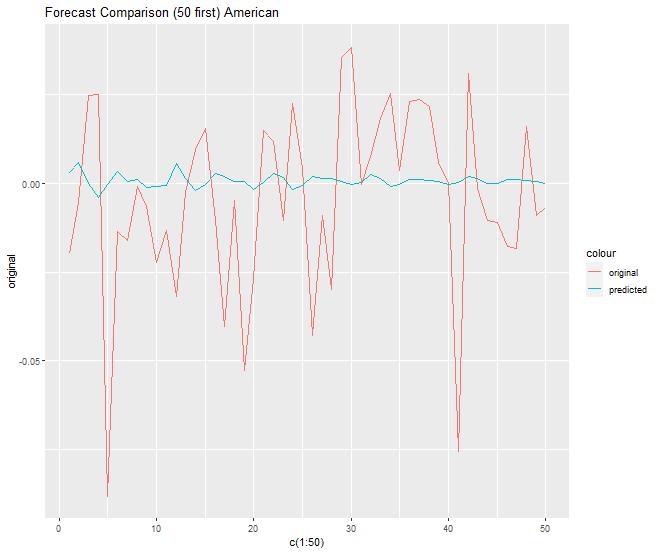 Forecast Comparison (50 first) American
original
0.00
-0.05
0
10
20
30
40
50
c(1:50)
colour
original
predicted